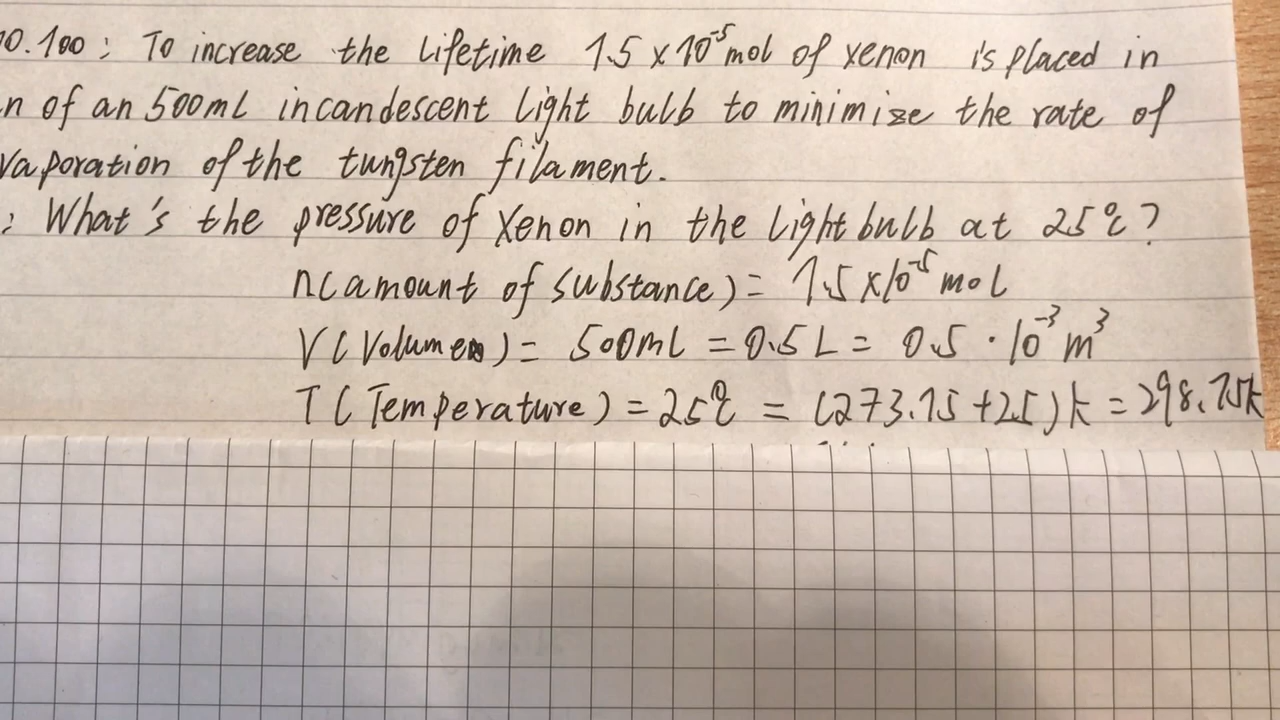 0.100: To increase the lifetime 1.5 × 10⁻⁵ mol of xenon is placed in
n of an 500ml incandescent light bulb to minimize the rate of
vaporation of the tungsten filament.
: What's the pressure of Xenon in the light bulb at 25℃?
n(amount of substance) = 1.5 × 10⁻⁵ mol
V(Volume) = 500mL = 0.5L = 0.5 · 10⁻³ m³
T(Temperature) = 25℃ = (273.15 + 25)k = 298.15k